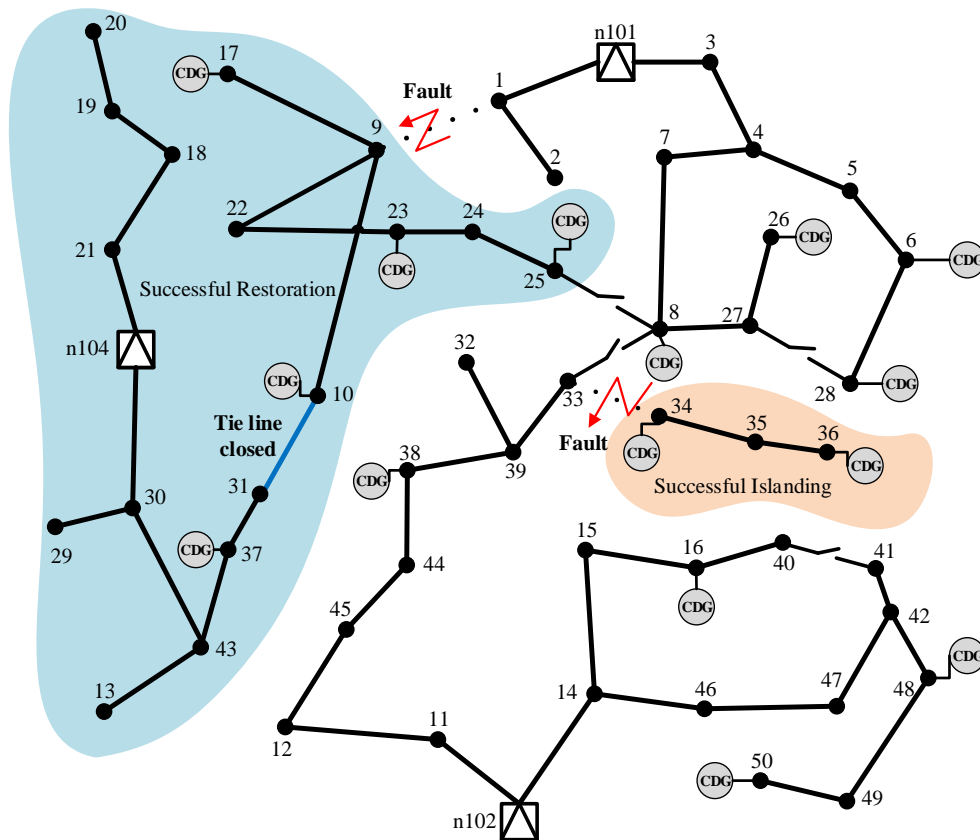 20
17
CDG
n101
3
1
Fault
19
9
7
4
2
5
18
22
23
24
CDG
26
CDG
CDG
21
25
6
CDG
Successful Restoration
8
27
n104
32
CDG
CDG
10
33
28
CDG
Tie line
closed
34
35
36
Fault
38
39
CDG
CDG
CDG
31
Successful Islanding
30
37
CDG
29
15
16
40
41
44
CDG
42
45
43
CDG
13
14
46
47
48
12
11
50
CDG
49
n102